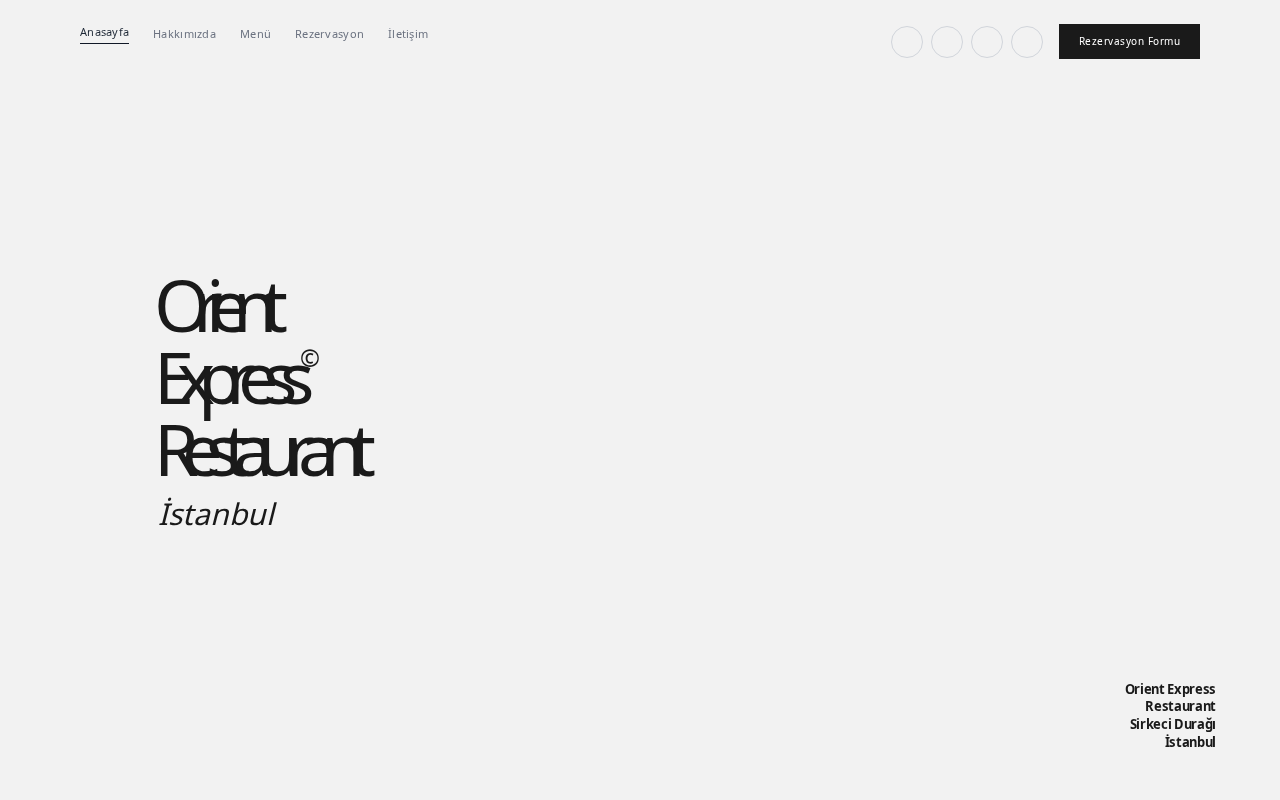 Anasayfa
Hakkımızda
Menü
Rezervasyon
İletişim
Rezervasyon Formu
Orient
Express©
Restaurant
İstanbul
Orient Express
Restaurant
Sirkeci Durağı
İstanbul